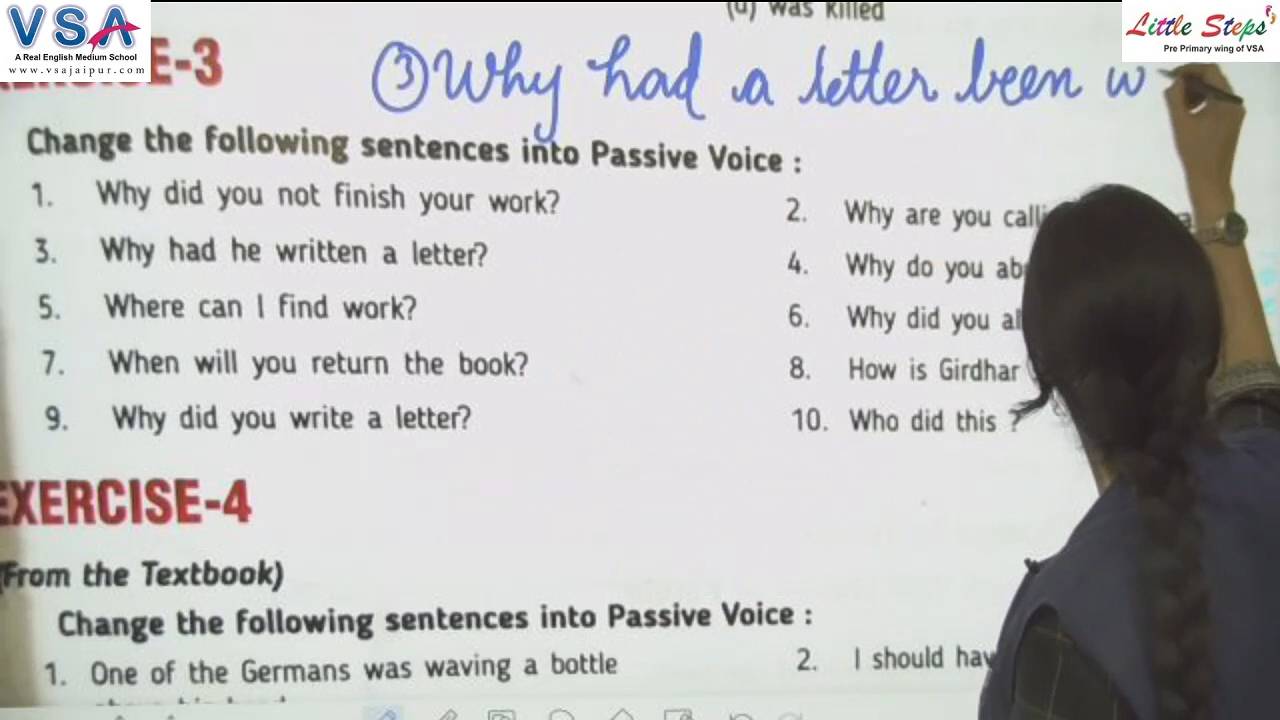 (d) was killed
VSA
A Real English Medium School
www.vsajaipur.com
Little Steps
Pre Primary wing of VSA
EXERCISE-3
③ Why had a letter been w
Change the following sentences into Passive Voice :
1. Why did you not finish your work?
2. Why are you calling
3. Why had he written a letter?
4. Why do you
5. Where can I find work?
6. Why did you
7. When will you return the book?
8. How is Girdhar
9. Why did you write a letter?
10. Who did this ?
EXERCISE-4
(From the Textbook)
Change the following sentences into Passive Voice :
1. One of the Germans was waving a bottle
2. I should